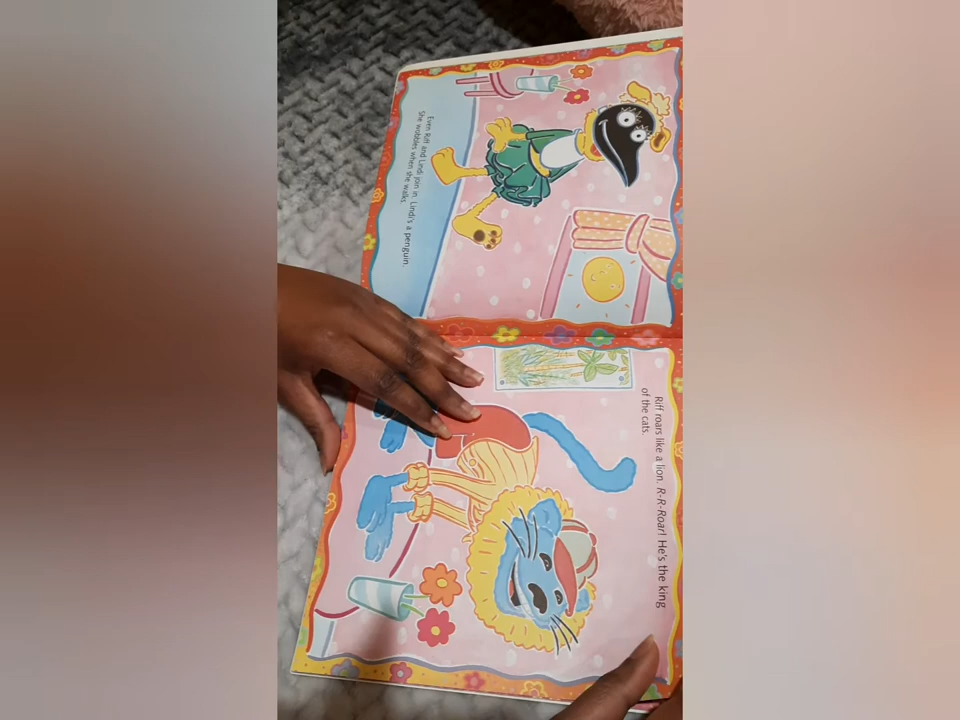 Even Riff and Lindi join in. Lindi's a penguin.
She wobbles when she walks.
Riff roars like a lion. R-R-Roar! He's the king
of the cats.